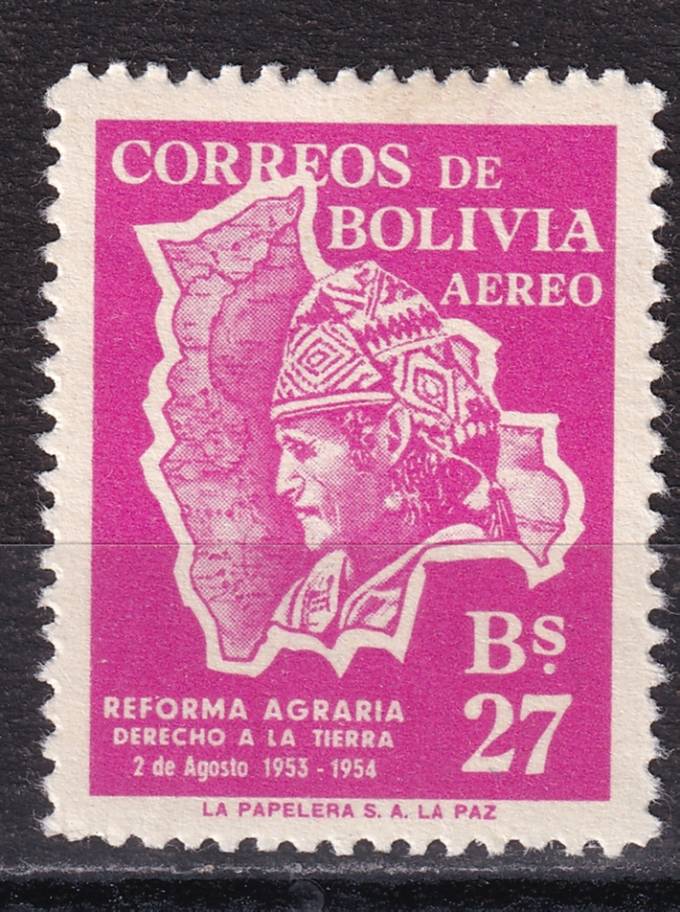 CORREOS DE
BOLIVIA
AEREO
Bs.
27
REFORMA AGRARIA
DERECHO A LA TIERRA
2 de Agosto 1953 - 1954
LA PAPELERA S. A. LA PAZ